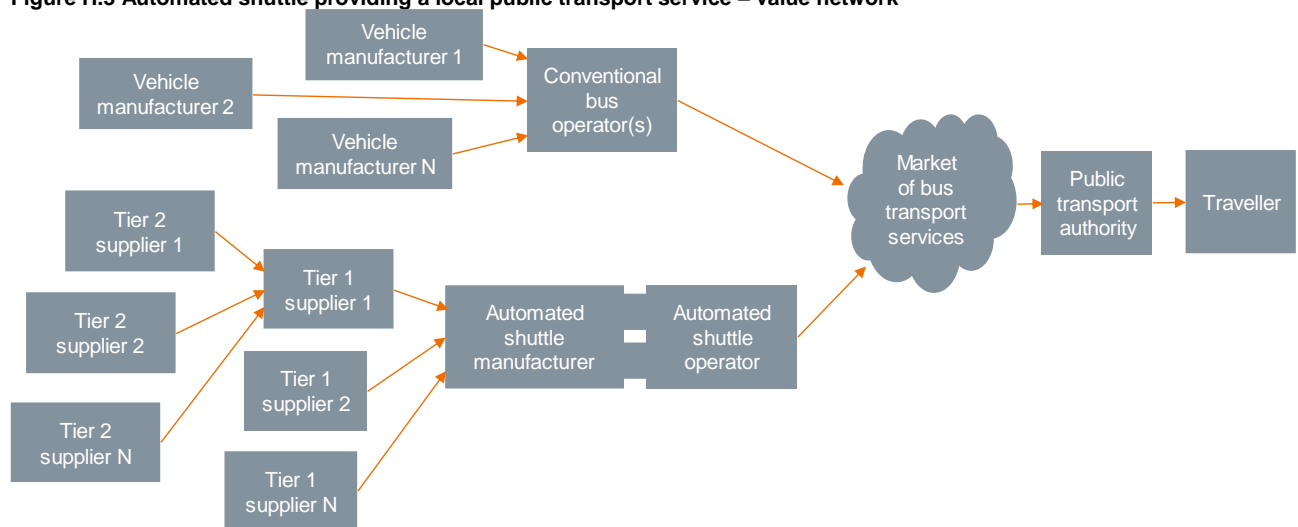 Figure H.3 Automated shuttle providing a local public transport service – value network
Vehicle
manufacturer 1
Vehicle
manufacturer 2
Vehicle
manufacturer N
Conventional
bus
operator(s)
Market
of bus
transport
services
Public
transport
authority
Traveller
Tier 2
supplier 1
Tier 2
supplier 2
Tier 2
supplier N
Tier 1
supplier 1
Tier 1
supplier 2
Tier 1
supplier N
Automated
shuttle
manufacturer
Automated
shuttle
operator